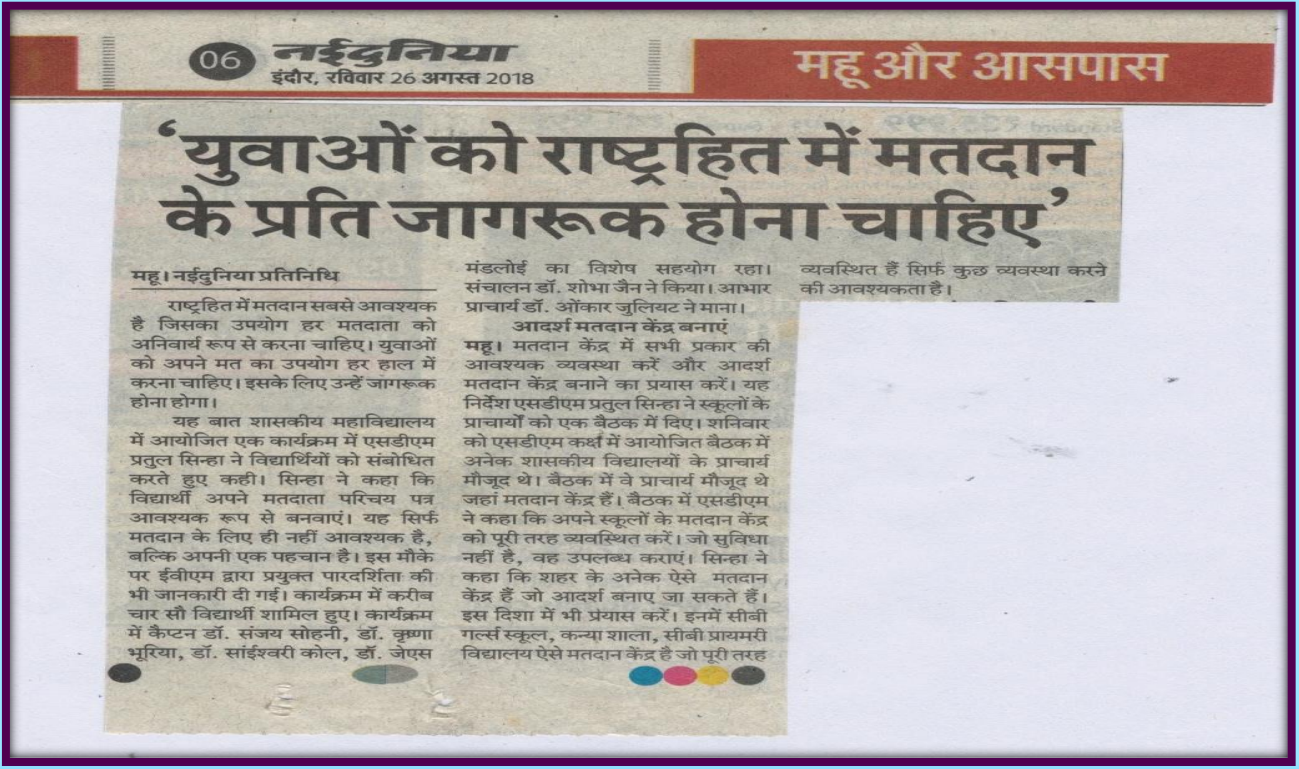 06 नईदुनिया
इंदौर, रविवार 26 अगस्त 2018
महू और आसपास
‘युवाओं को राष्ट्रहित में मतदान
के प्रति जागरूक होना चाहिए’
महू। नईदुनिया प्रतिनिधि
राष्ट्रहित में मतदान सबसे आवश्यक
है जिसका उपयोग हर मतदाता को
अनिवार्य रूप से करना चाहिए। युवाओं
को अपने मत का उपयोग हर हाल में
करना चाहिए। इसके लिए उन्हें जागरूक
होना होगा।
यह बात शासकीय महाविद्यालय
में आयोजित एक कार्यक्रम में एसडीएम
प्रतुल सिन्हा ने विद्यार्थियों को संबोधित
करते हुए कही। सिन्हा ने कहा कि
विद्यार्थी अपने मतदाता परिचय पत्र
आवश्यक रूप से बनवाएं। यह सिर्फ
मतदान के लिए ही नहीं आवश्यक है,
बल्कि अपनी एक पहचान है। इस मौके
पर ईवीएम द्वारा प्रयुक्त पारदर्शिता की
भी जानकारी दी गई। कार्यक्रम में करीब
चार सौ विद्यार्थी शामिल हुए। कार्यक्रम
में कैप्टन डॉ. संजय सोहनी, डॉ. कृष्णा
भूरिया, डॉ. सांईश्वरी कोल, डॉ. जेएस
मंडलोई का विशेष सहयोग रहा।
संचालन डॉ. शोभा जैन ने किया। आभार
प्राचार्य डॉ. ओंकार जुलियट ने माना।
आदर्श मतदान केंद्र बनाएं
महू। मतदान केंद्र में सभी प्रकार की
आवश्यक व्यवस्था करें और आदर्श
मतदान केंद्र बनाने का प्रयास करें। यह
निर्देश एसडीएम प्रतुल सिन्हा ने स्कूलों के
प्राचार्यों को एक बैठक में दिए। शनिवार
को एसडीएम कक्ष में आयोजित बैठक में
अनेक शासकीय विद्यालयों के प्राचार्य
मौजूद थे। बैठक में वे प्राचार्य मौजूद थे
जहां मतदान केंद्र हैं। बैठक में एसडीएम
ने कहा कि अपने स्कूलों के मतदान केंद्र
को पूरी तरह व्यवस्थित करें। जो सुविधा
नहीं है, वह उपलब्ध कराएं। सिन्हा ने
कहा कि शहर के अनेक ऐसे मतदान
केंद्र हैं जो आदर्श बनाए जा सकते हैं।
इस दिशा में भी प्रयास करें। इनमें सीबी
गर्ल्स स्कूल, कन्या शाला, सीबी प्रायमरी
विद्यालय ऐसे मतदान केंद्र है जो पूरी तरह
व्यवस्थित हैं सिर्फ कुछ व्यवस्था करने
की आवश्यकता है।